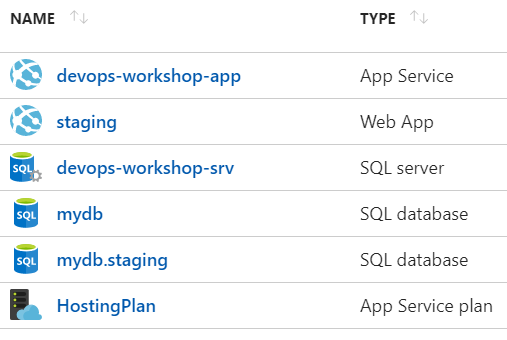 NAME TYPE
devops-workshop-app App Service
staging Web App
SQL devops-workshop-srv SQL server
SQL mydb SQL database
SQL mydb.staging SQL database
HostingPlan App Service plan